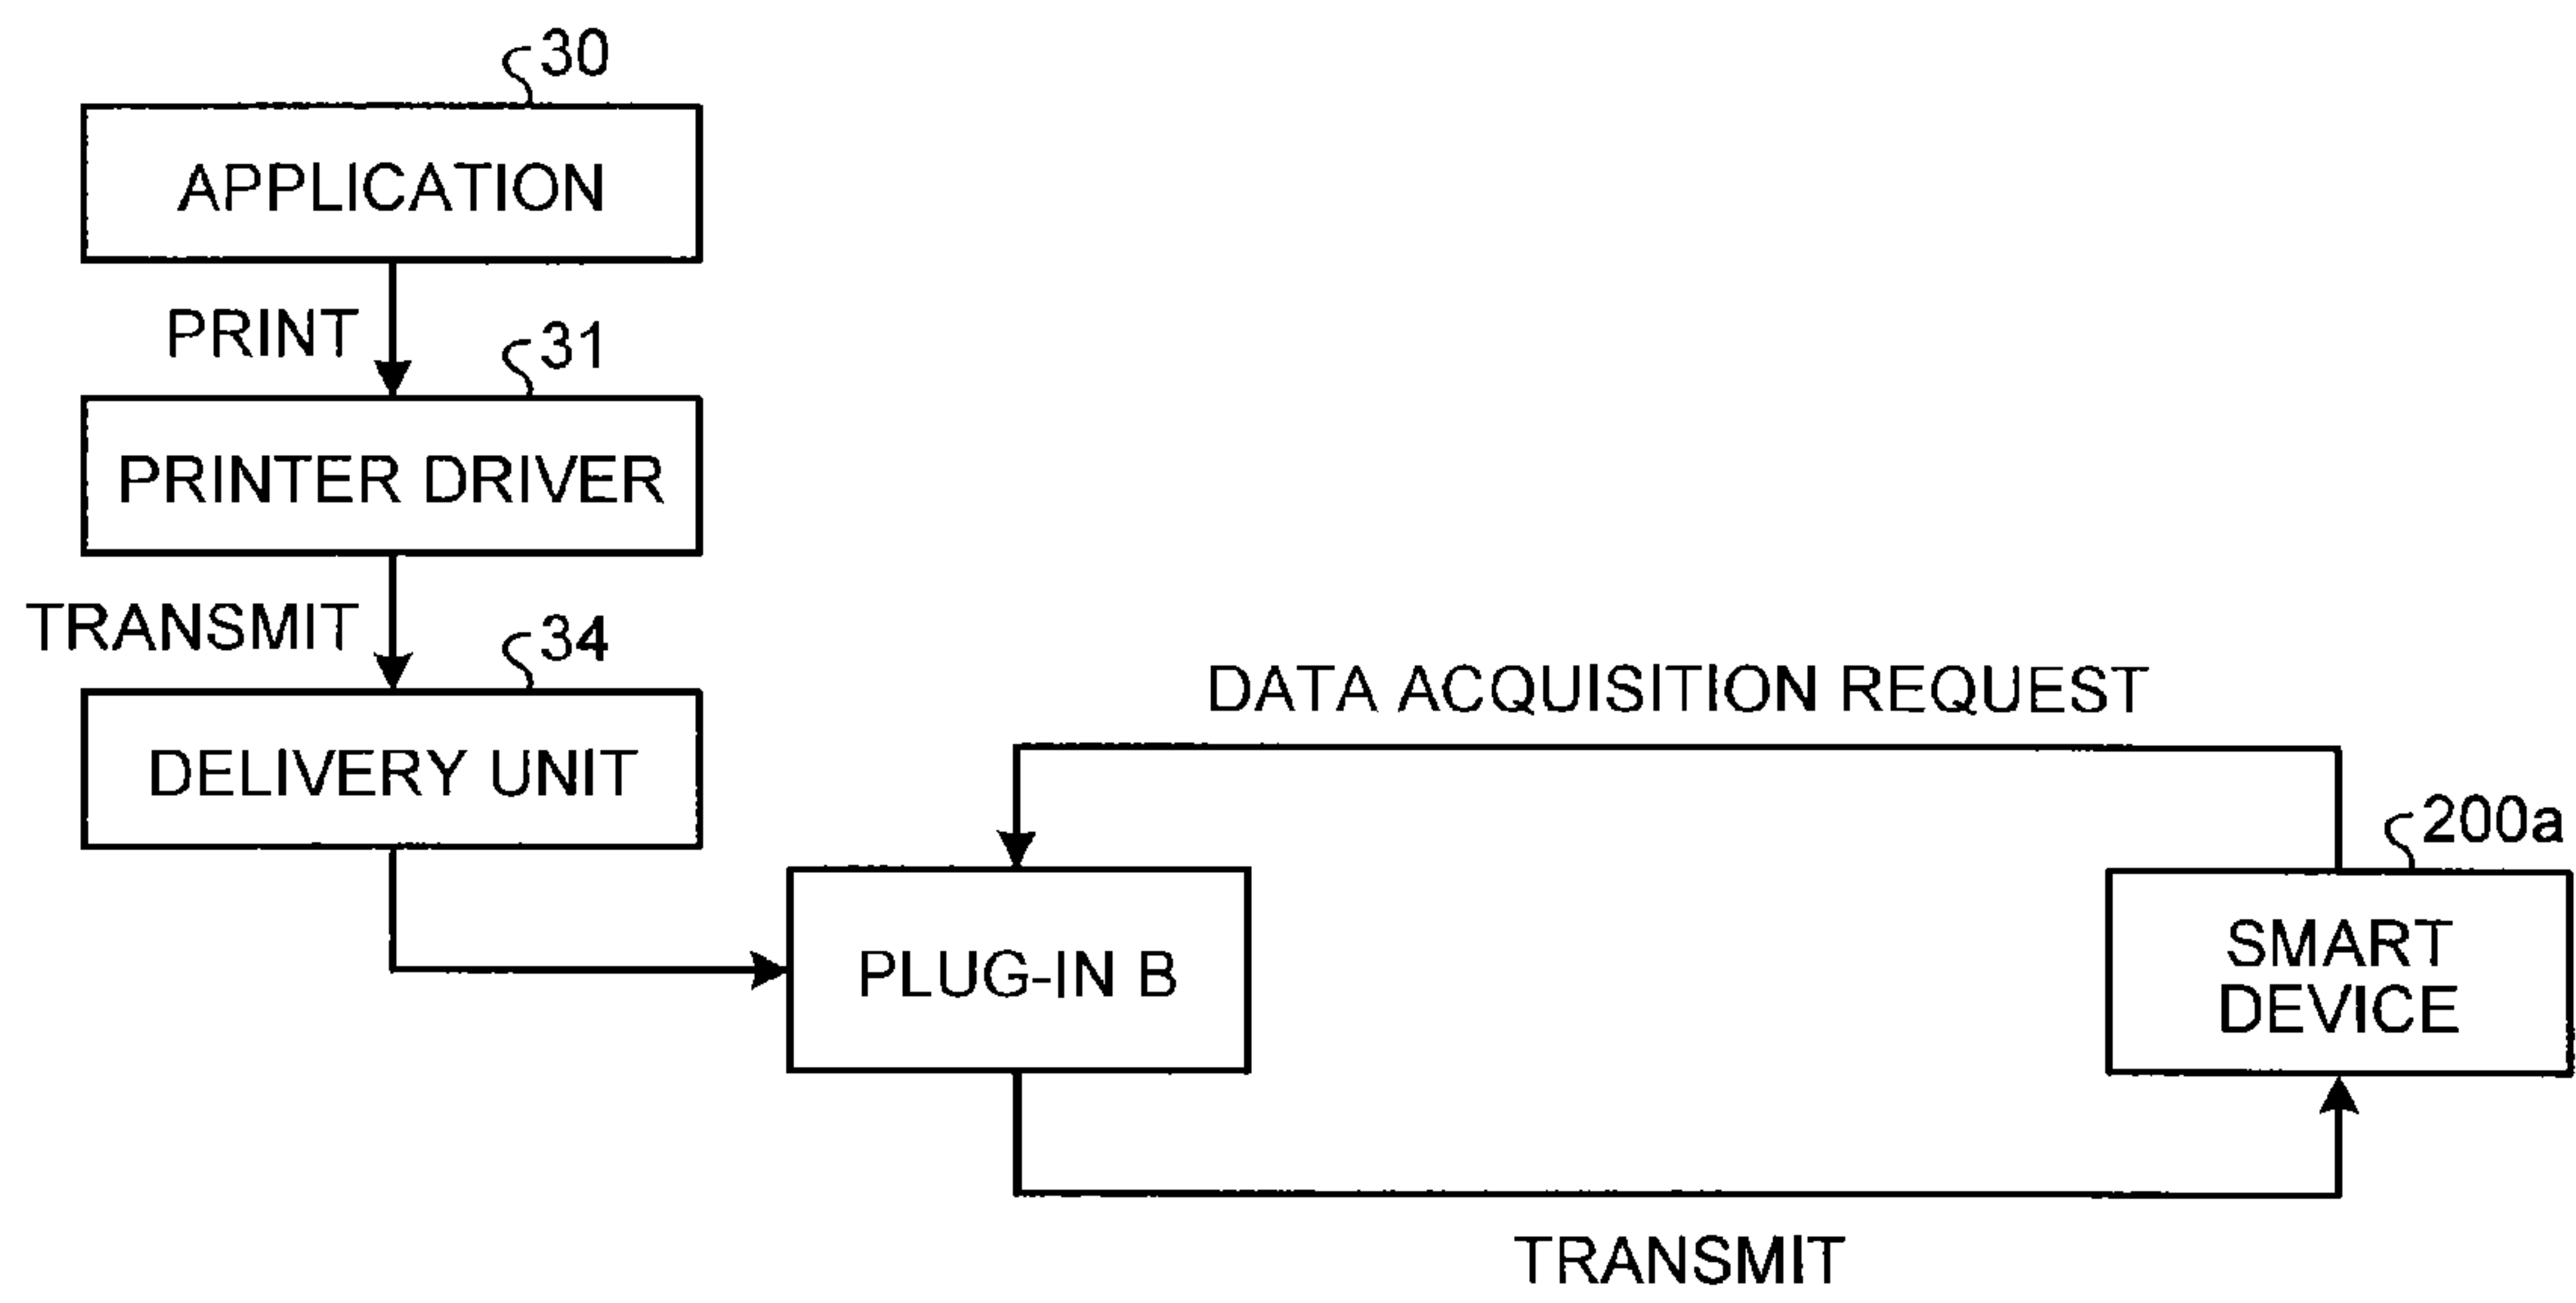 30
APPLICATION
PRINT
31
PRINTER DRIVER
TRANSMIT
34
DELIVERY UNIT
DATA ACQUISITION REQUEST
200a
PLUG-IN B
SMART
DEVICE
TRANSMIT